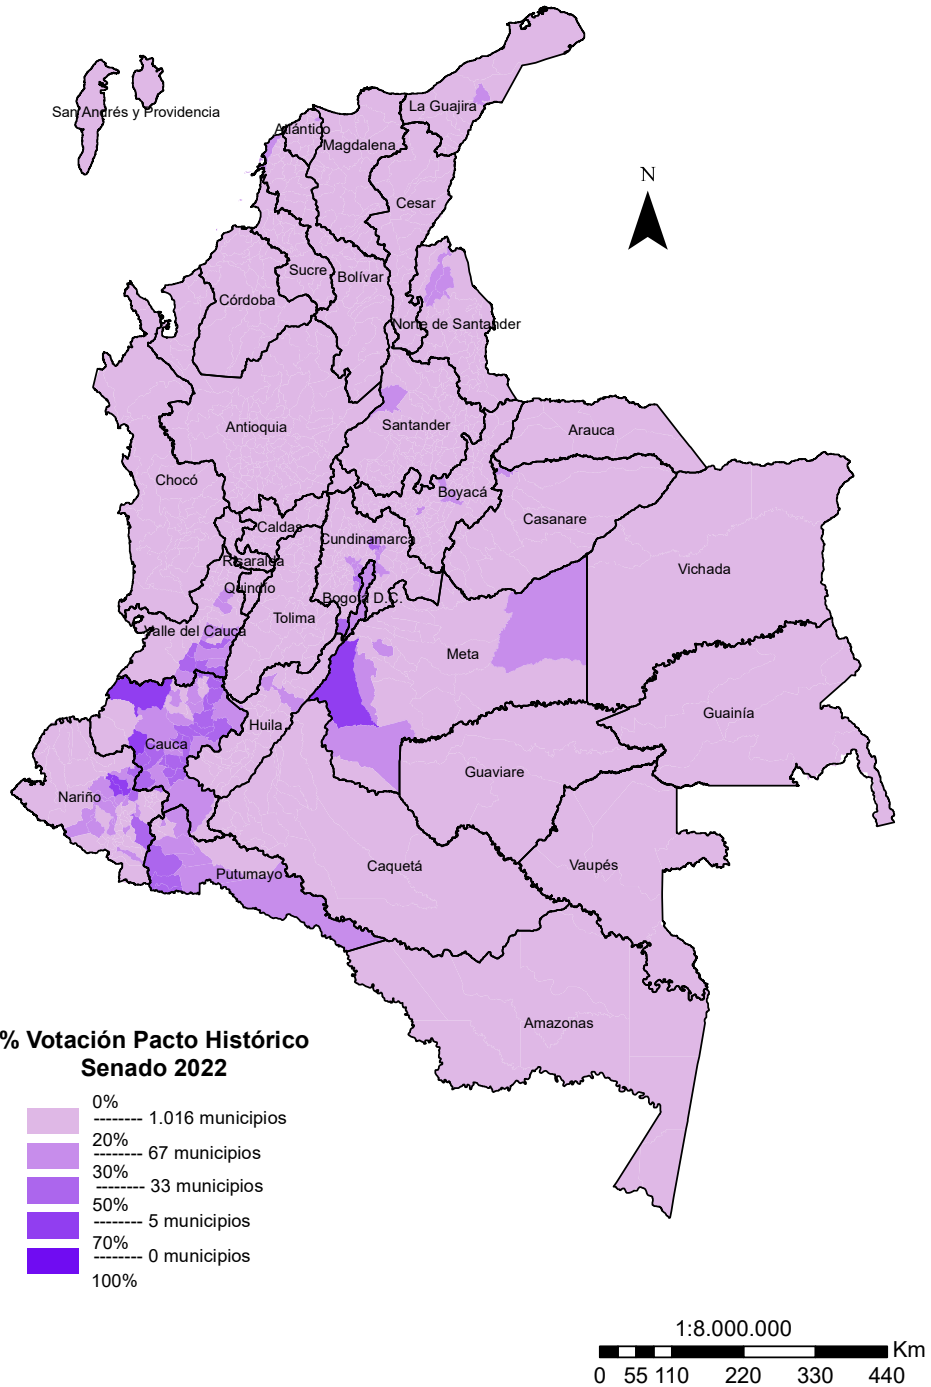 San Andrés y Providencia
La Guajira
Atlántico
Magdalena
N
Cesar
Sucre
Bolívar
Córdoba
Norte de Santander
Antioquia
Santander
Arauca
Chocó
Boyacá
Casanare
Caldas
Cundinamarca
Risaralda
Vichada
Quindío
Bogotá D.C.
Tolima
Valle del Cauca
Meta
Guainía
Huila
Cauca
Guaviare
Nariño
Caquetá
Vaupés
Putumayo
Amazonas
% Votación Pacto Histórico
Senado 2022
0%
-------- 1.016 municipios
20%
-------- 67 municipios
30%
-------- 33 municipios
50%
-------- 5 municipios
70%
-------- 0 municipios
100%
1:8.000.000
Km
0 55 110 220 330 440